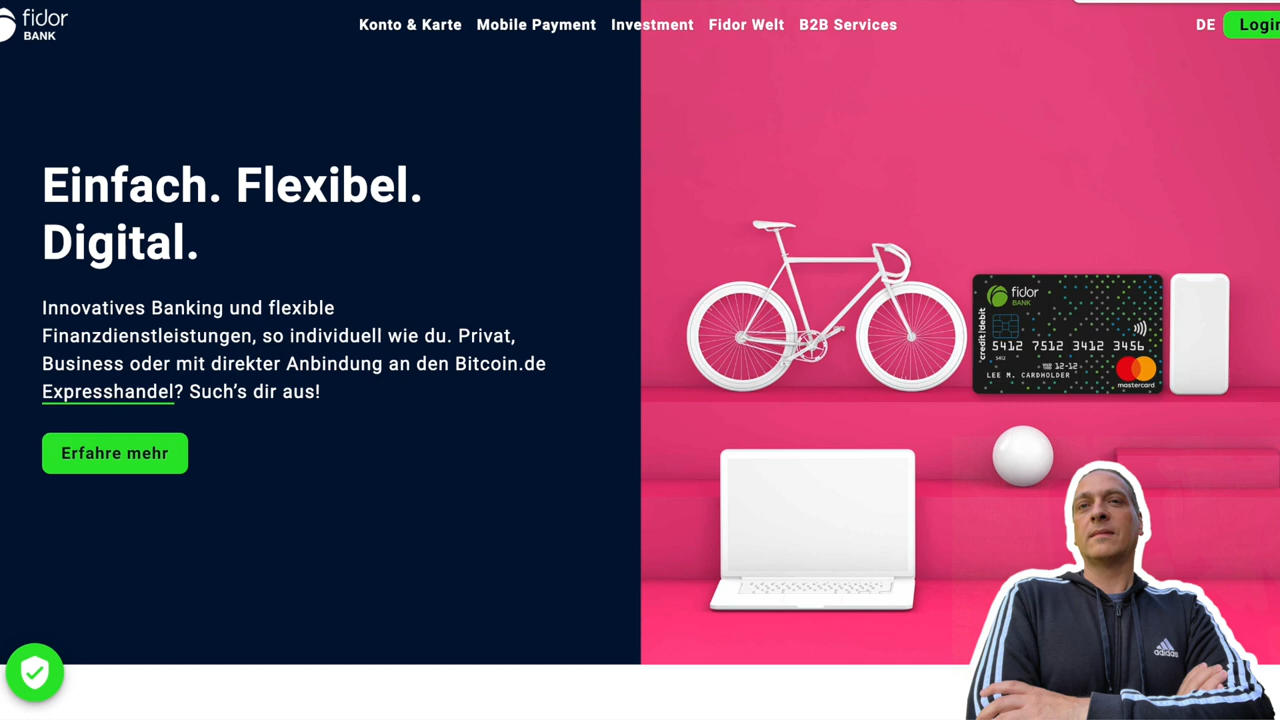 fidor
BANK
Konto & Karte Mobile Payment Investment Fidor Welt B2B Services
DE Login
Einfach. Flexibel.
Digital.
Innovatives Banking und flexible
Finanzdienstleistungen, so individuell wie du. Privat,
Business oder mit direkter Anbindung an den Bitcoin.de
Expresshandel? Such's dir aus!
Erfahre mehr
fidor
BANK
credit|debit
5412 7512 3412 3456
5412
12-12
LEE M. CARDHOLDER
mastercard
adidas